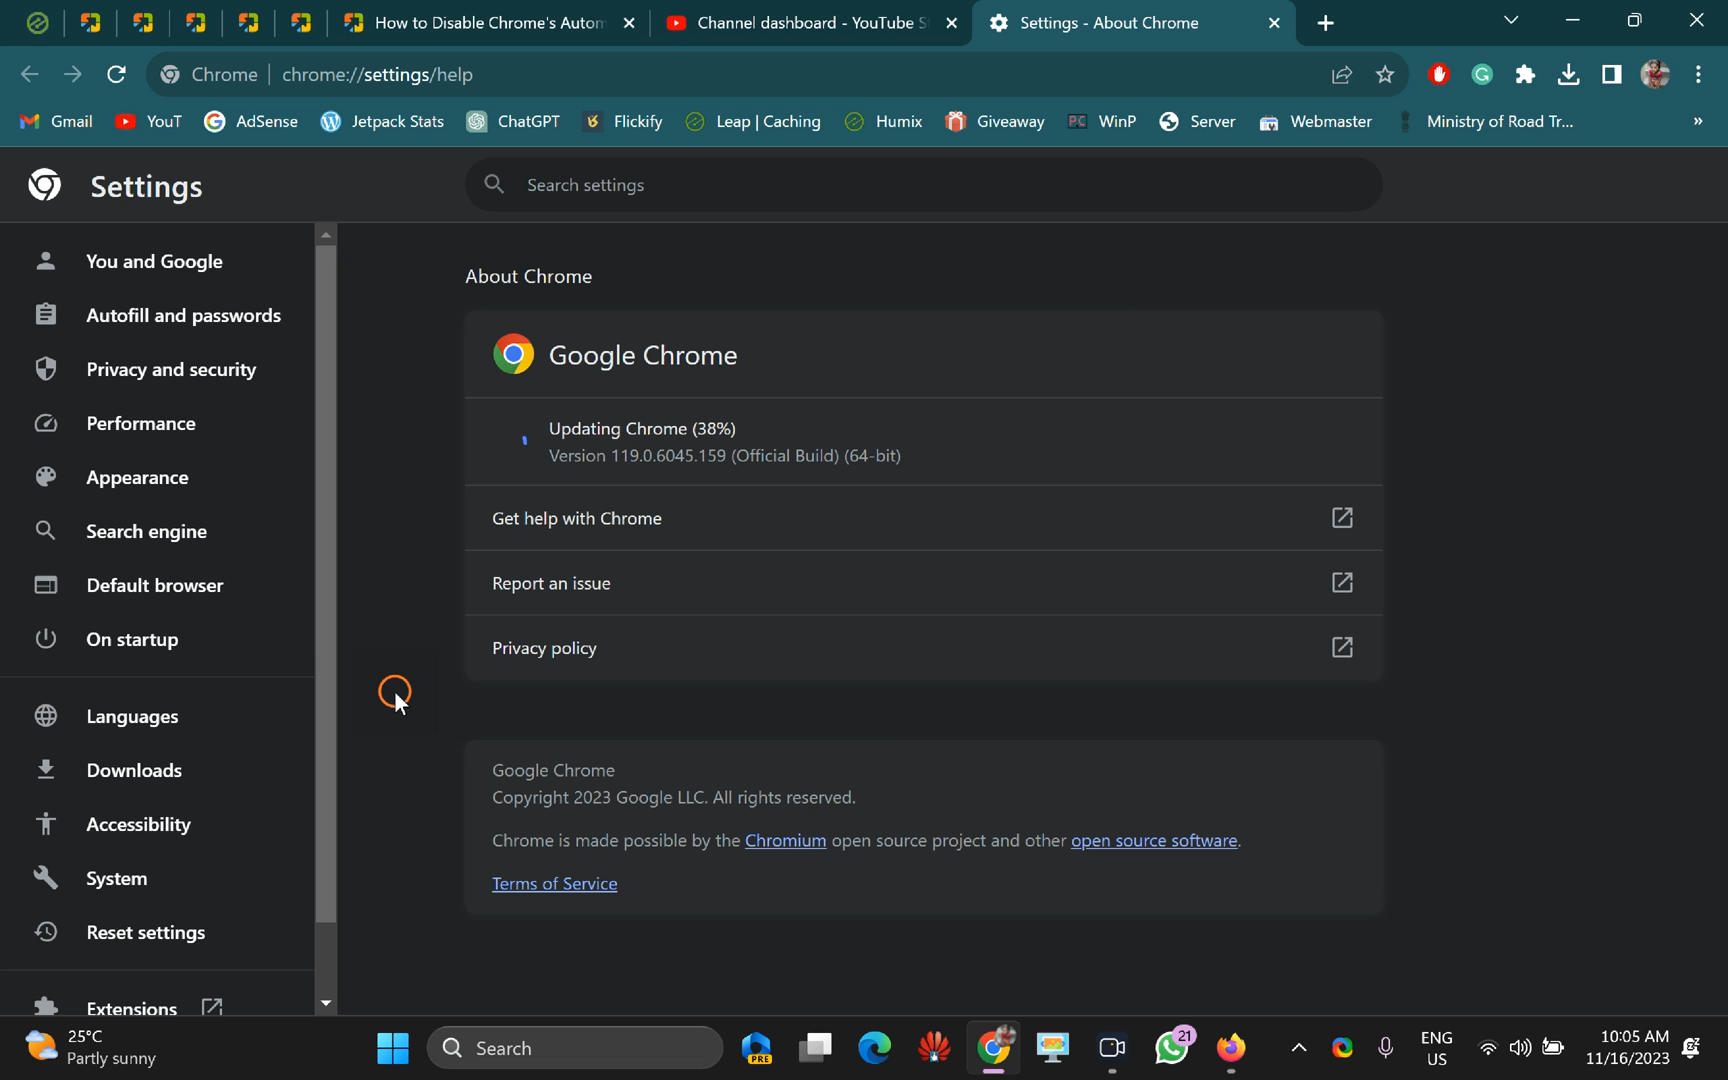 How to Disable Chrome's Autom
Channel dashboard - YouTube S
Settings - About Chrome
Chrome
chrome://settings/help
Gmail
YouT
AdSense
Jetpack Stats
ChatGPT
Flickify
Leap | Caching
Humix
Giveaway
WinP
Server
Webmaster
Ministry of Road Tr...
»
Settings
Search settings
You and Google
Autofill and passwords
Privacy and security
Performance
Appearance
Search engine
Default browser
On startup
Languages
Downloads
Accessibility
System
Reset settings
Extensions
About Chrome
Google Chrome
Updating Chrome (38%)
Version 119.0.6045.159 (Official Build) (64-bit)
Get help with Chrome
Report an issue
Privacy policy
Google Chrome
Copyright 2023 Google LLC. All rights reserved.
Chrome is made possible by the Chromium open source project and other open source software.
Terms of Service
25°C
Partly sunny
Search
PRE
21
ENG
US
10:05 AM
11/16/2023